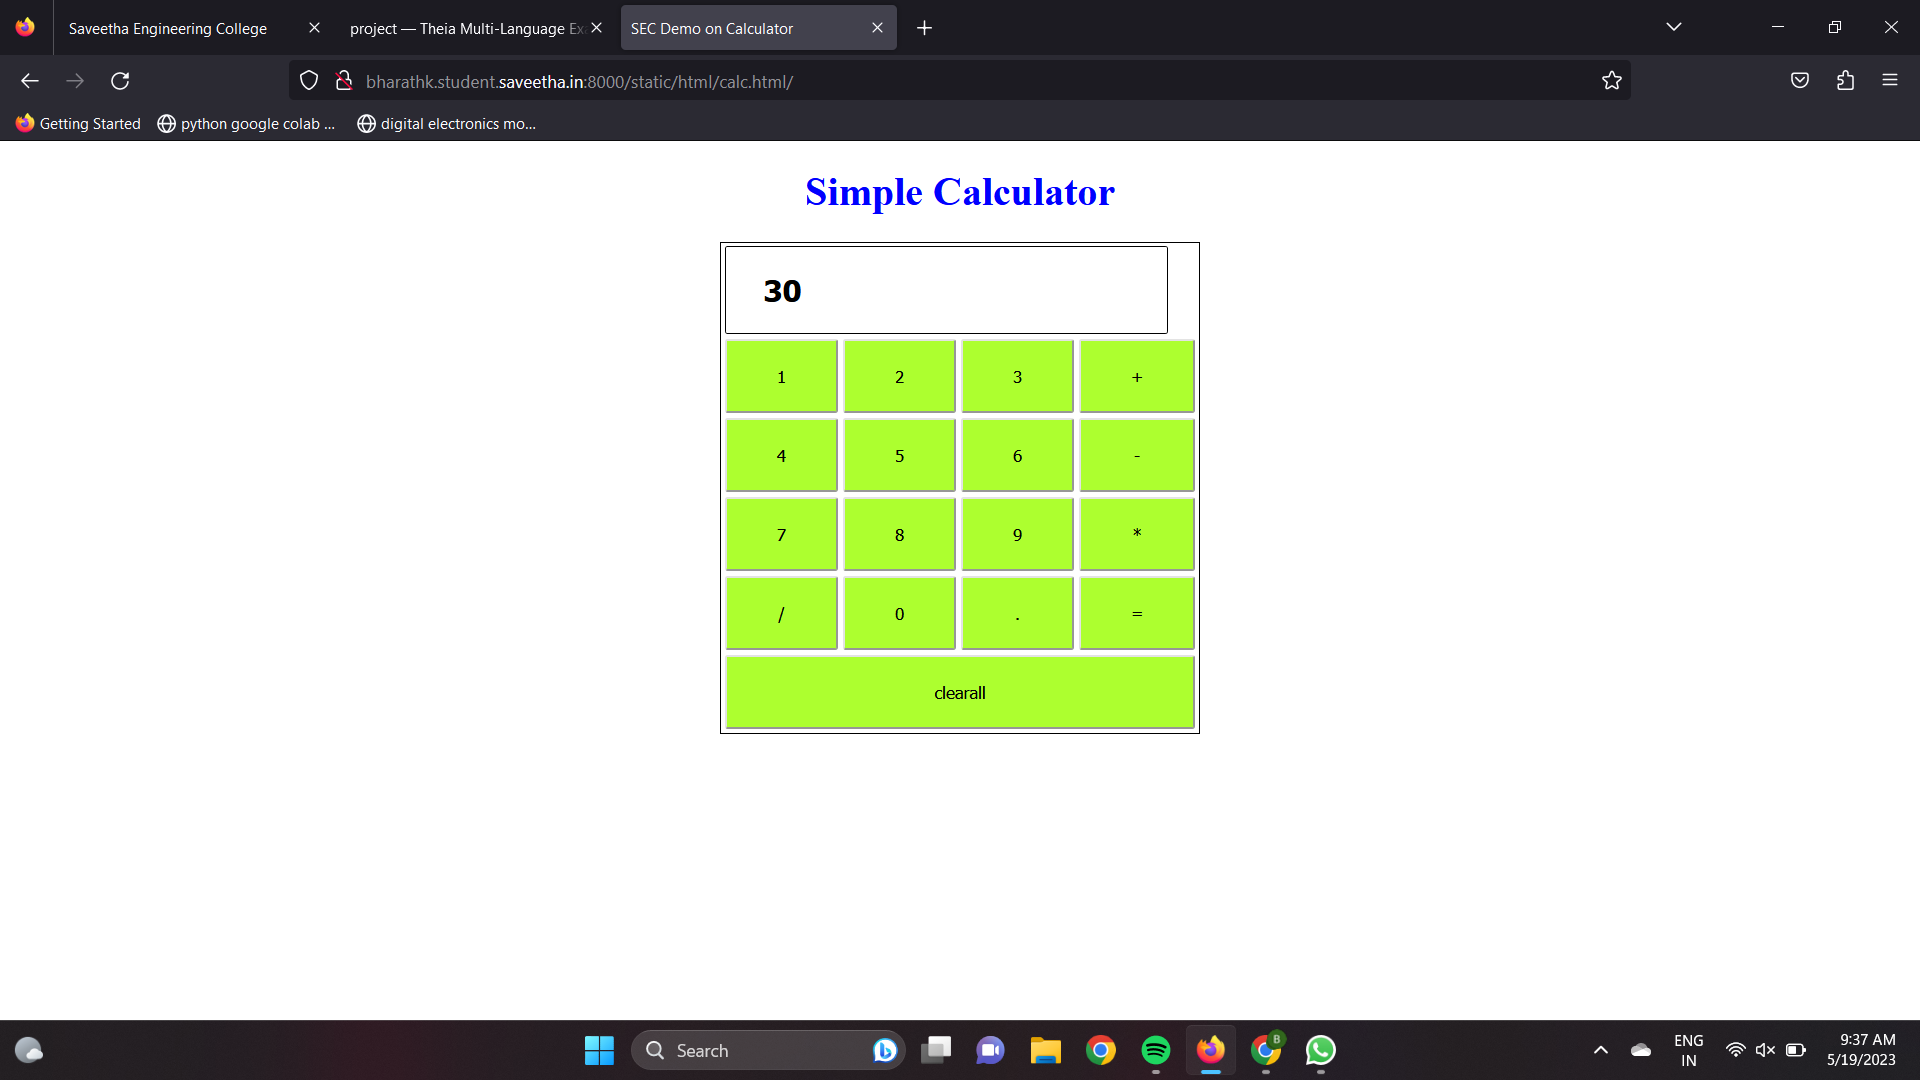 Saveetha Engineering College
project — Theia Multi-Language Ex
SEC Demo on Calculator
bharathk.student.saveetha.in:8000/static/html/calc.html/
Getting Started
python google colab ...
digital electronics mo...
Simple Calculator
30
1 2 3 +
4 5 6 -
7 8 9 *
/ 0 . =
clearall
Search
B
ENG
IN
9:37 AM
5/19/2023